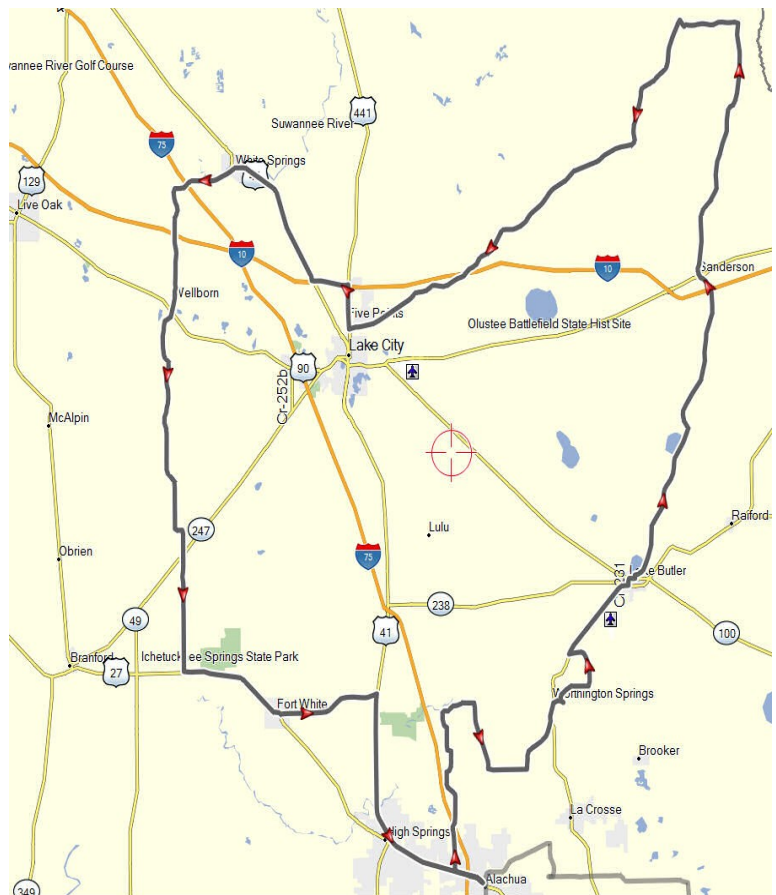 vannee River Golf Course
441
Suwannee River
75
White Springs
129
Live Oak
10
10
Sanderson
Wellborn
Five Points
Olustee Battlefield State Hist Site
Lake City
90
Cr-252b
McAlpin
Lulu
Raiford
247
Obrien
75
Lake Butler
Cr-231
238
49
41
100
Ichetucknee Springs State Park
Branford
27
Fort White
Worthington Springs
Brooker
La Crosse
High Springs
Alachua
349